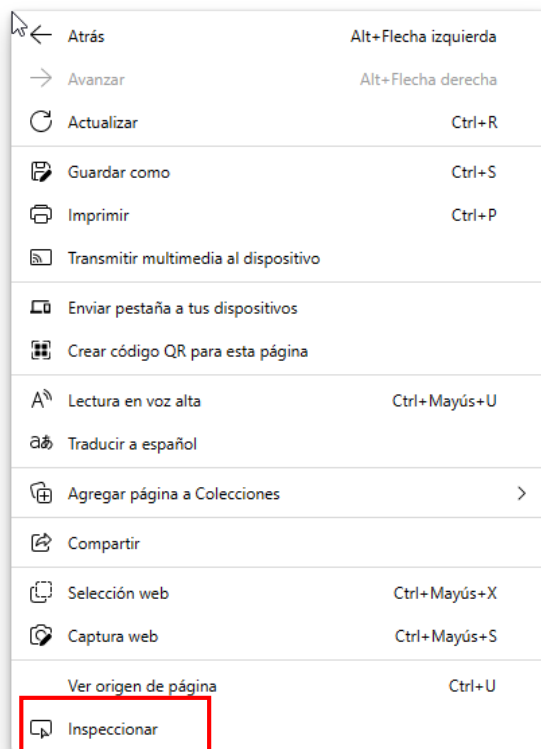 Atrás Alt+Flecha izquierda
Avanzar Alt+Flecha derecha
Actualizar Ctrl+R
Guardar como Ctrl+S
Imprimir Ctrl+P
Transmitir multimedia al dispositivo
Enviar pestaña a tus dispositivos
Crear código QR para esta página
Lectura en voz alta Ctrl+Mayús+U
Traducir a español
Agregar página a Colecciones
Compartir
Selección web Ctrl+Mayús+X
Captura web Ctrl+Mayús+S
Ver origen de página Ctrl+U
Inspeccionar